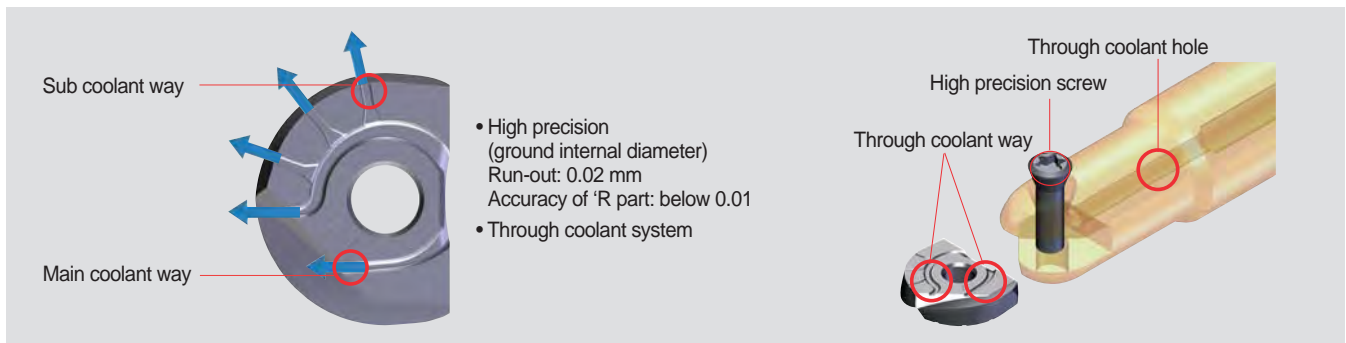 Sub coolant way
Main coolant way
• High precision
(ground internal diameter)
Run-out: 0.02 mm
Accuracy of ‘R part: below 0.01
• Through coolant system
Through coolant hole
High precision screw
Through coolant way